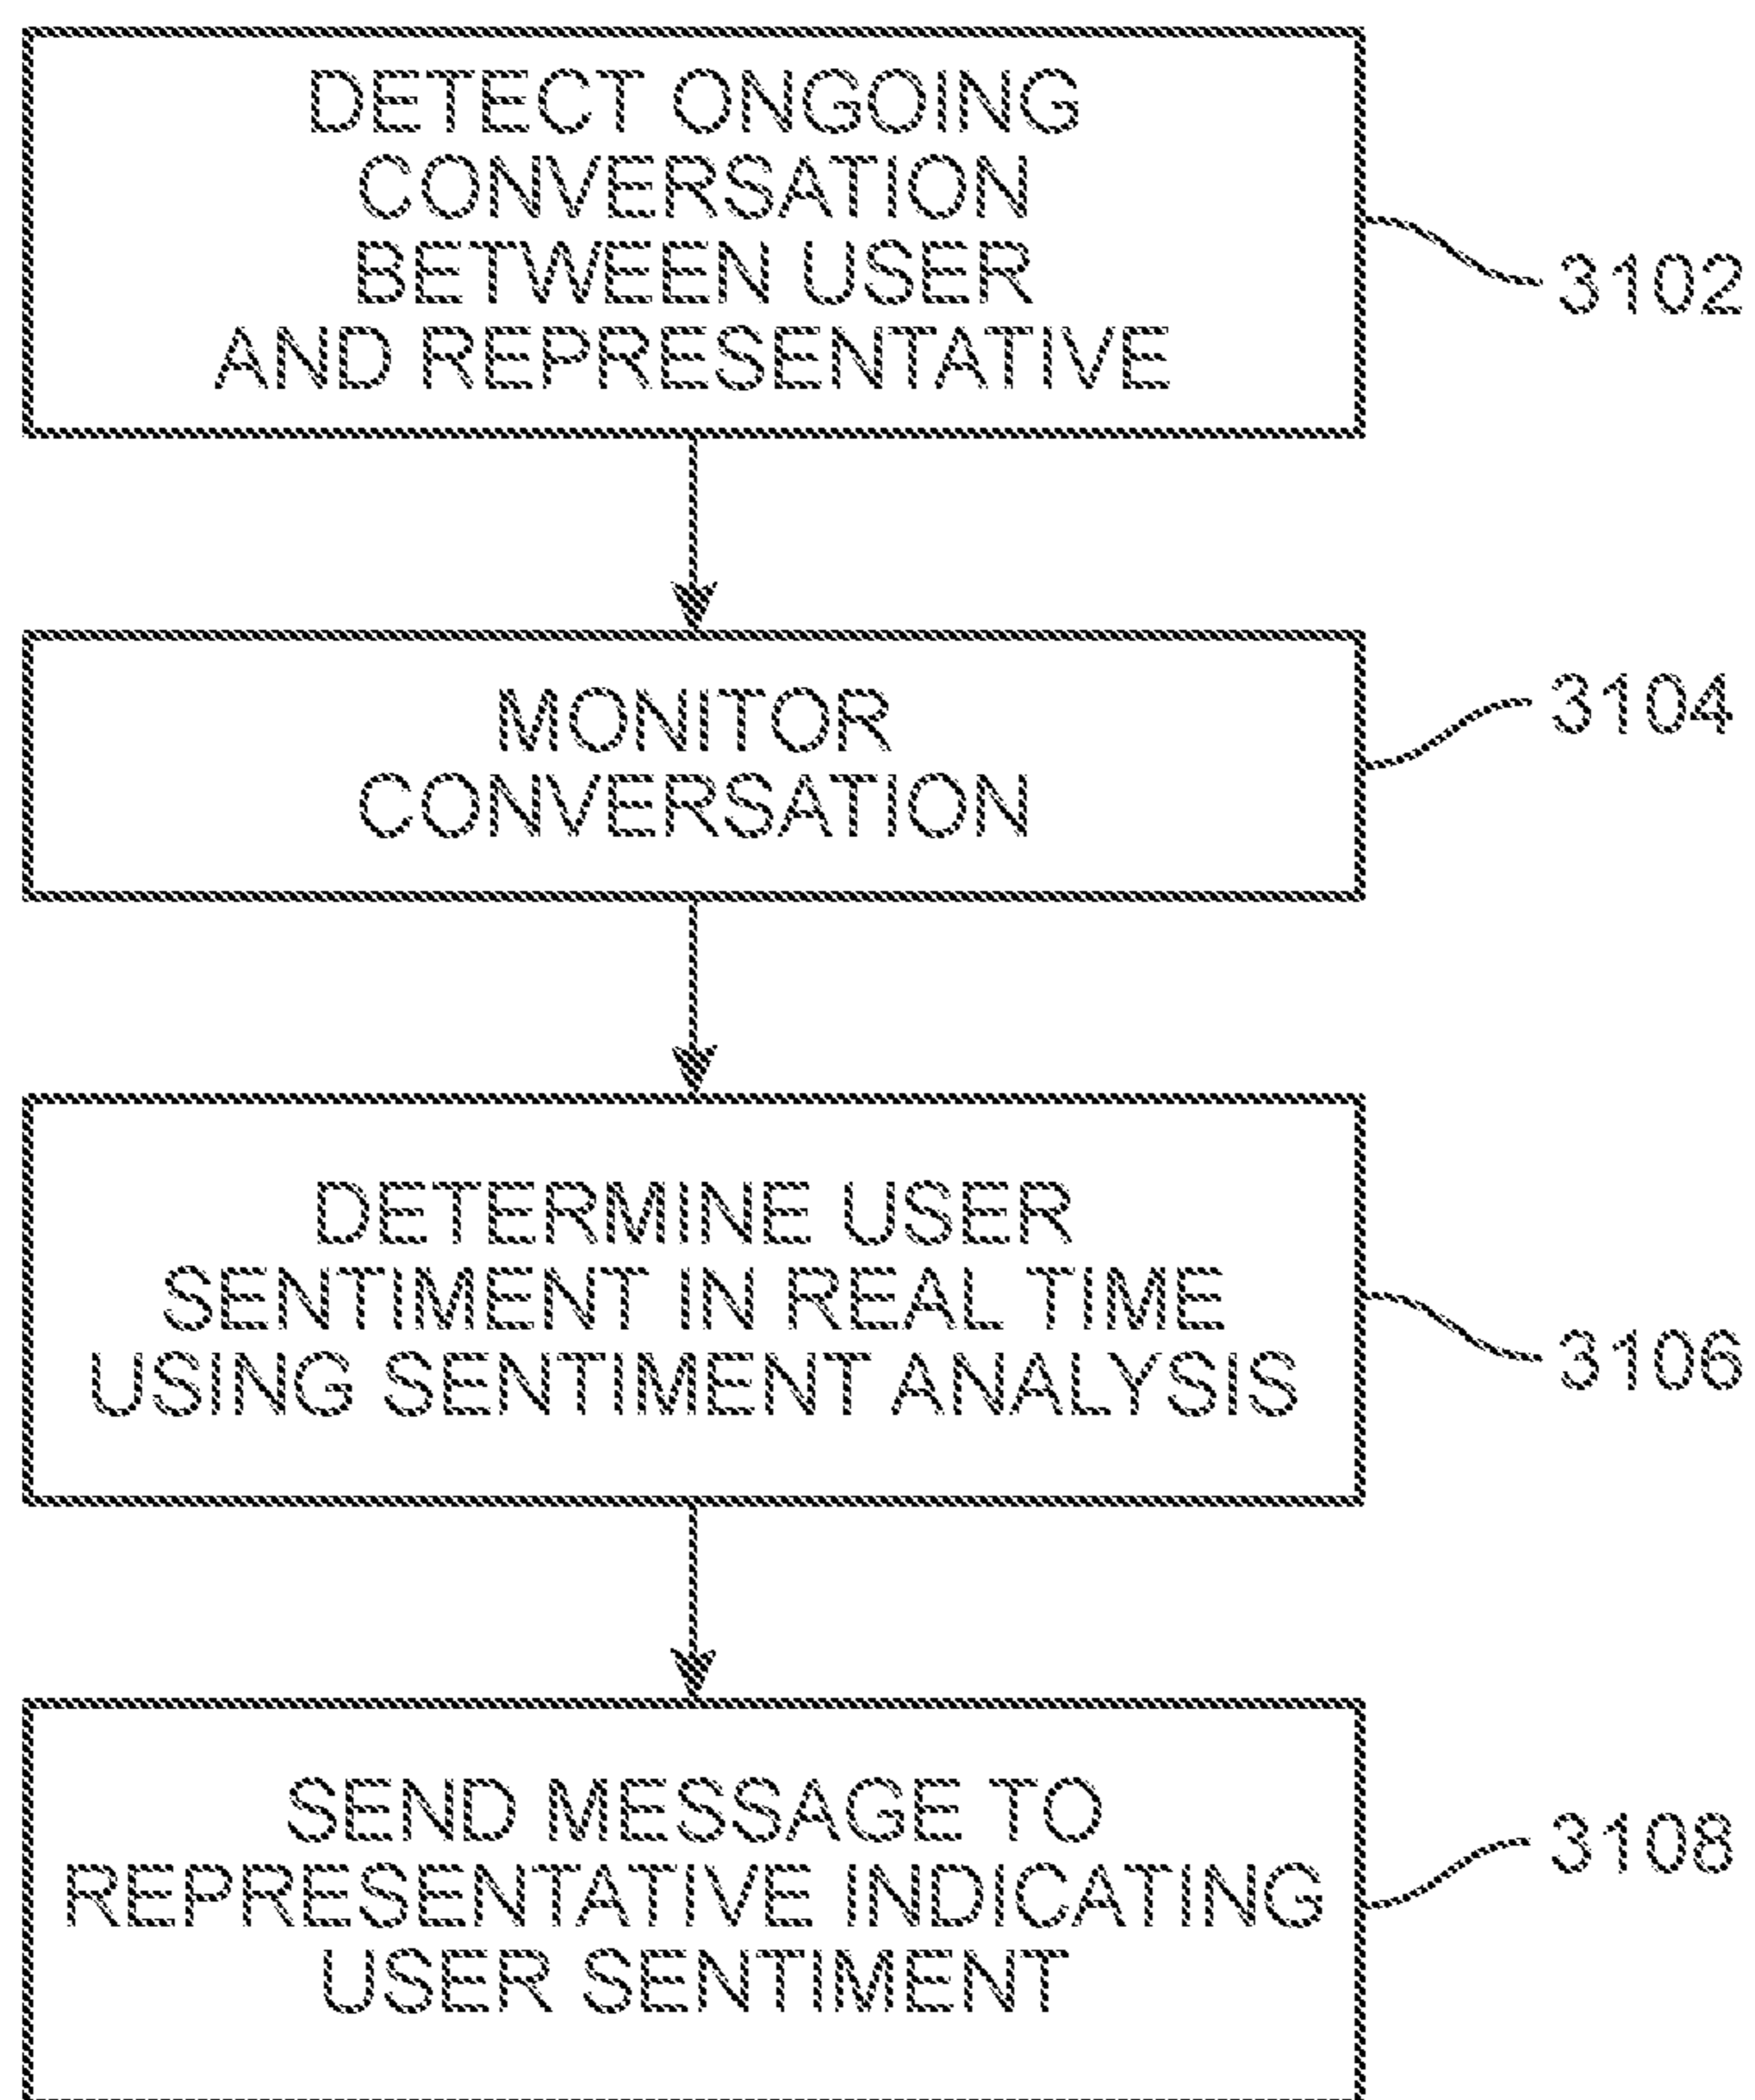 DETECT ONGOING
CONVERSATION
BETWEEN USER
AND REPRESENTATIVE
3102
MONITOR
CONVERSATION
3104
DETERMINE USER
SENTIMENT IN REAL TIME
USING SENTIMENT ANALYSIS
3106
SEND MESSAGE TO
REPRESENTATIVE INDICATING
USER SENTIMENT
3108